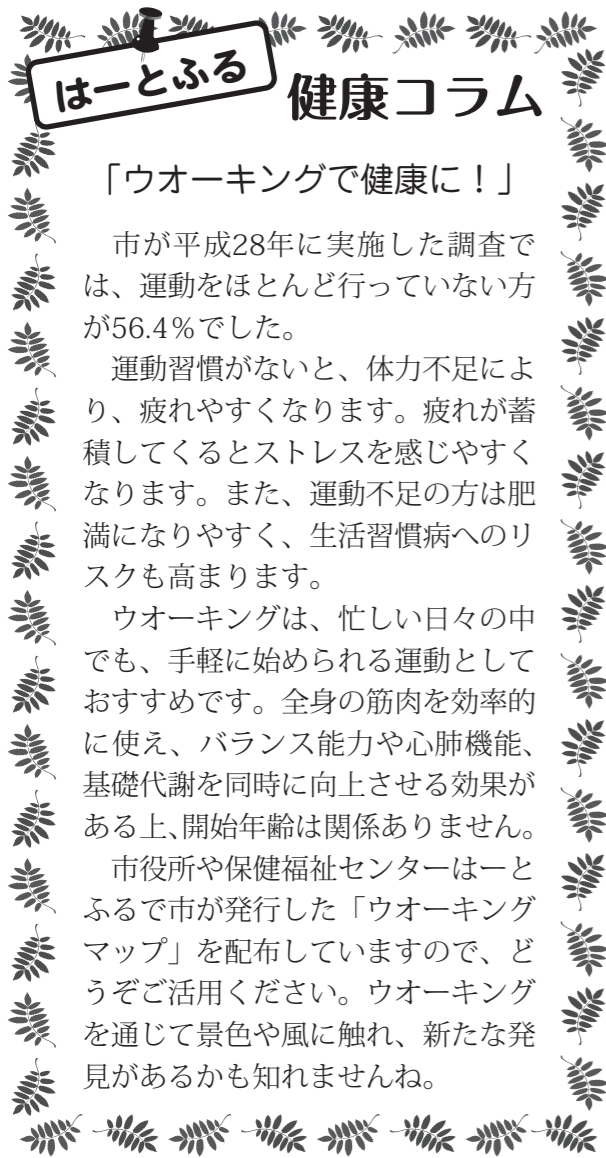 はーとふる
健康コラム
「ウオーキングで健康に！」
　市が平成28年に実施した調査で
は、運動をほとんど行っていない方
が56.4％でした。
　運動習慣がないと、体力不足によ
り、疲れやすくなります。疲れが蓄
積してくるとストレスを感じやすく
なります。また、運動不足の方は肥
満になりやすく、生活習慣病へのリ
スクも高まります。
　ウオーキングは、忙しい日々の中
でも、手軽に始められる運動として
おすすめです。全身の筋肉を効率的
に使え、バランス能力や心肺機能、
基礎代謝を同時に向上させる効果が
ある上、開始年齢は関係ありません。
　市役所や保健福祉センターはーと
ふるで市が発行した「ウオーキング
マップ」を配布していますので、ど
うぞご活用ください。ウオーキング
を通じて景色や風に触れ、新たな発
見があるかも知れませんね。